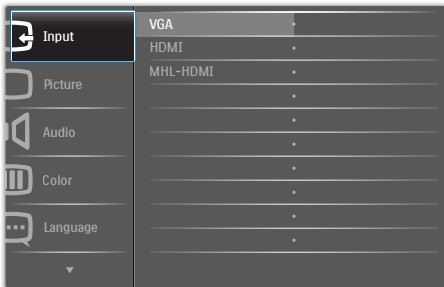 Input
Picture
Audio
Color
Language
VGA
HDMI
MHL-HDMI